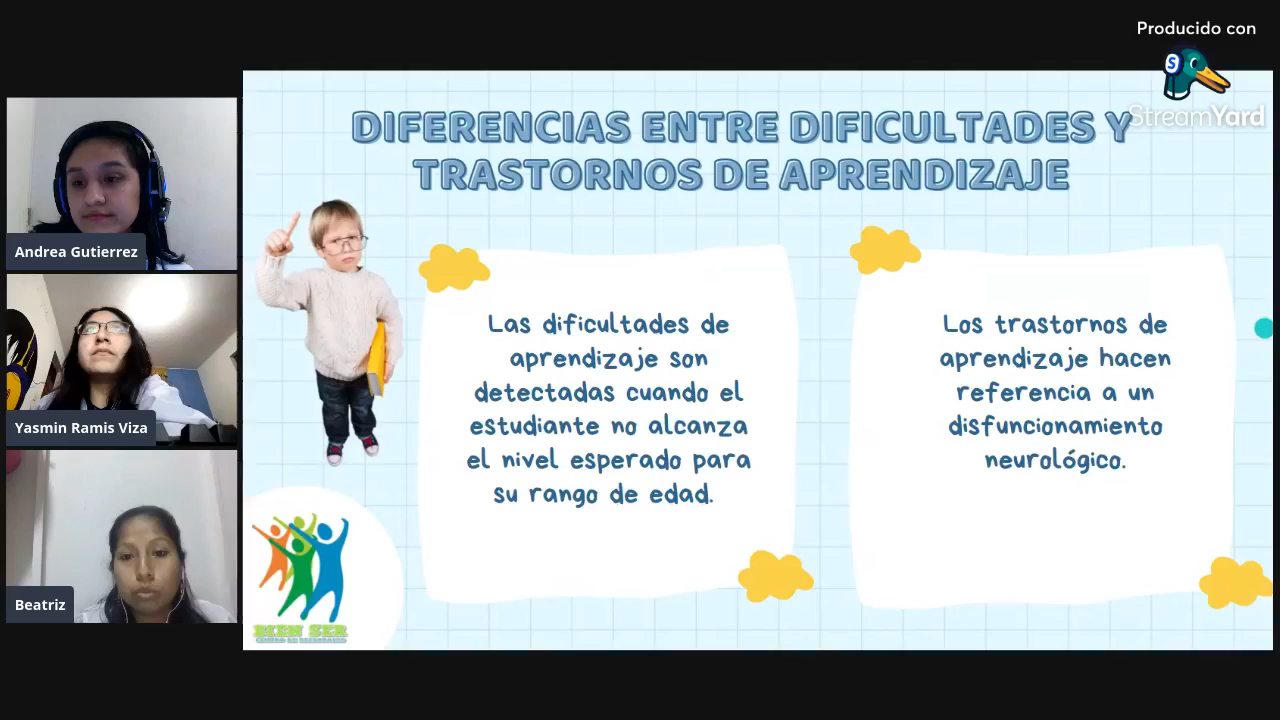 Producido con
StreamYard
DIFERENCIAS ENTRE DIFICULTADES Y
TRASTORNOS DE APRENDIZAJE
Andrea Gutierrez
Yasmin Ramis Viza
Beatriz
Las dificultades de
aprendizaje son
detectadas cuando el
estudiante no alcanza
el nivel esperado para
su rango de edad.
Los trastornos de
aprendizaje hacen
referencia a un
disfuncionamiento
neurológico.
BIEN SER